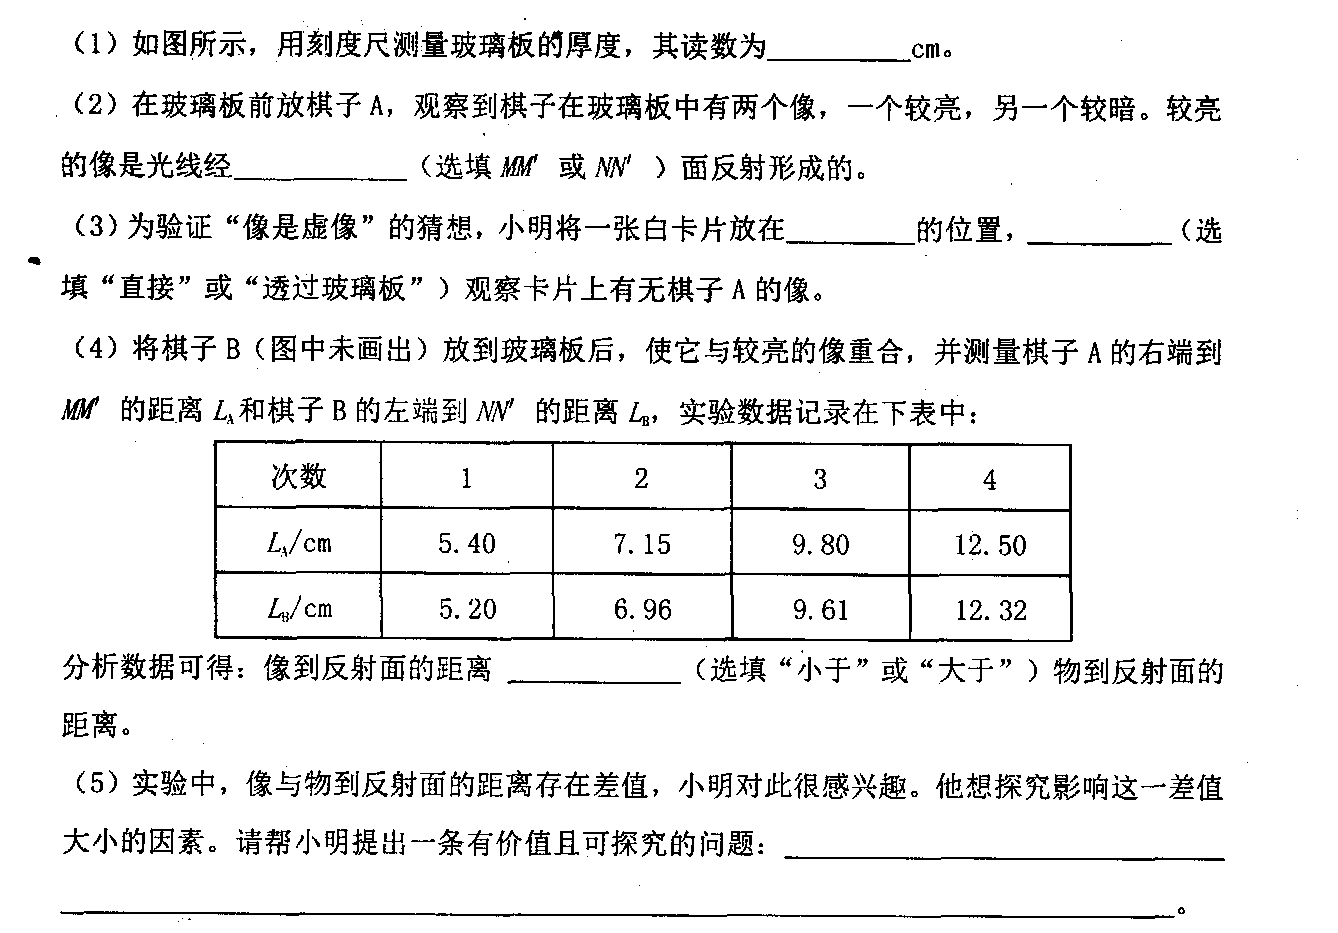 （1）如图所示，用刻度尺测量玻璃板的厚度，其读数为________cm。
（2）在玻璃板前放棋子 A，观察到棋子在玻璃板中有两个像，一个较亮，另一个较暗。较亮
的像是光线经__________（选填 MM′ 或 NN′ ）面反射形成的。
（3）为验证“像是虚像”的猜想，小明将一张白卡片放在________的位置，________（选
填“直接”或“透过玻璃板”）观察卡片上有无棋子 A 的像。
（4）将棋子 B（图中未画出）放到玻璃板后，使它与较亮的像重合，并测量棋子 A 的右端到
MM′ 的距离 LA和棋子 B 的左端到 NN′ 的距离 LB，实验数据记录在下表中：
次数 1 2 3 4
LA/cm 5.40 7.15 9.80 12.50
LB/cm 5.20 6.96 9.61 12.32
分析数据可得：像到反射面的距离 __________（选填“小于”或“大于”）物到反射面的
距离。
（5）实验中，像与物到反射面的距离存在差值，小明对此很感兴趣。他想探究影响这一差值
大小的因素。请帮小明提出一条有价值且可探究的问题：__________________________
____________________________________________________________________。